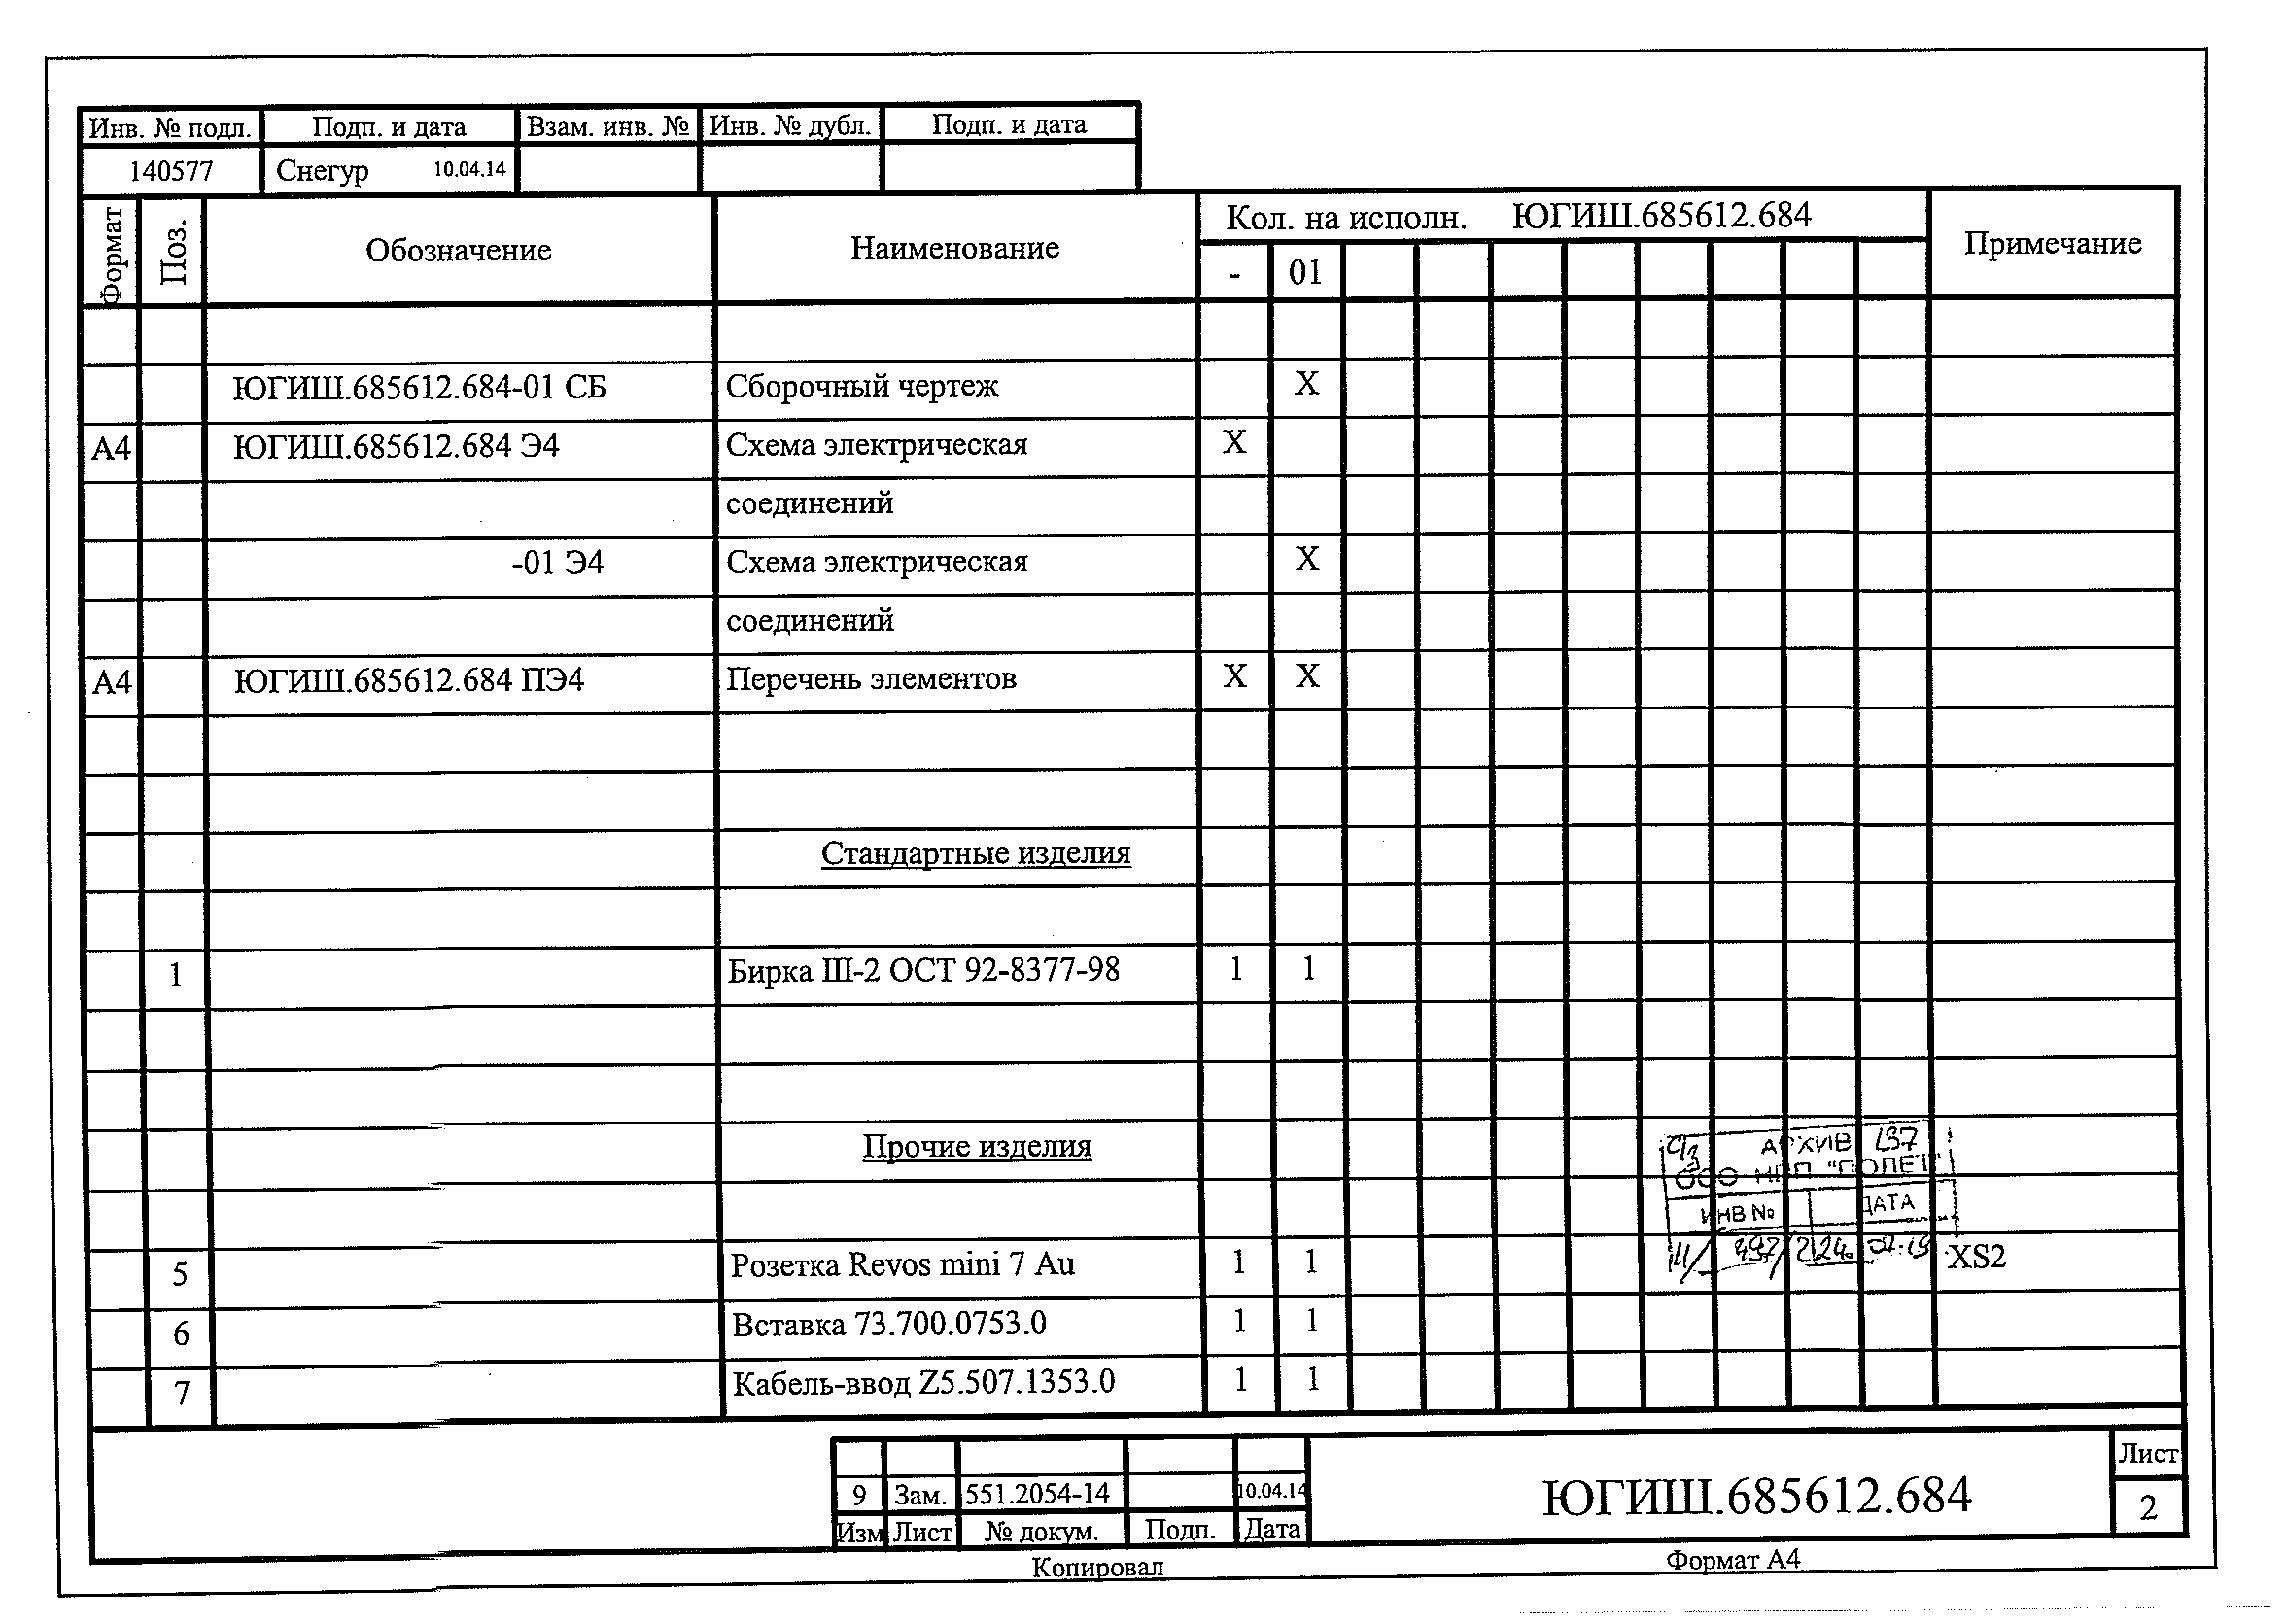 Инв. № подл. Подп. и дата Взам. инв. № Инв. № дубл. Подп. и дата
140577 Снегур 10.04.14
Формат Поз. Обозначение Наименование Кол. на исполн. ЮГИШ.685612.684 Примечание
- 01
ЮГИШ.685612.684-01 СБ Сборочный чертеж X
А4 ЮГИШ.685612.684 Э4 Схема электрическая X
соединений
-01 Э4 Схема электрическая X
соединений
А4 ЮГИШ.685612.684 ПЭ4 Перечень элементов X X
Стандартные изделия
1 Бирка Ш-2 ОСТ 92-8377-98 1 1
Прочие изделия
АРХИВ 137
ООО НПП "ПОЛЕТ"
ИНВ № ДАТА
5 Розетка Revos mini 7 Au 1 1 XS2
6 Вставка 73.700.0753.0 1 1
7 Кабель-ввод Z5.507.1353.0 1 1
9 Зам. 551.2054-14 10.04.14
Изм Лист № докум. Подп. Дата
ЮГИШ.685612.684
Лист
2
Копировал Формат А4